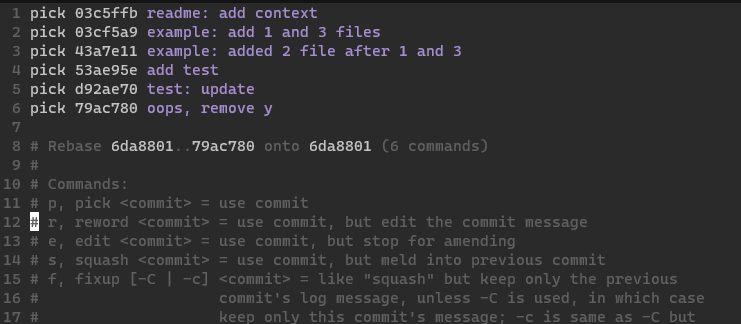 1 pick 03c5ffb readme: add context
2 pick 03cf5a9 example: add 1 and 3 files
3 pick 43a7e11 example: added 2 file after 1 and 3
4 pick 53ae95e add test
5 pick d92ae70 test: update
6 pick 79ac780 oops, remove y
7
8 # Rebase 6da8801..79ac780 onto 6da8801 (6 commands)
9 #
10 # Commands:
11 # p, pick <commit> = use commit
12 # r, reword <commit> = use commit, but edit the commit message
13 # e, edit <commit> = use commit, but stop for amending
14 # s, squash <commit> = use commit, but meld into previous commit
15 # f, fixup [-C | -c] <commit> = like "squash" but keep only the previous
16 #                    commit's log message, unless -C is used, in which case
17 #                    keep only this commit's message; -c is same as -C but